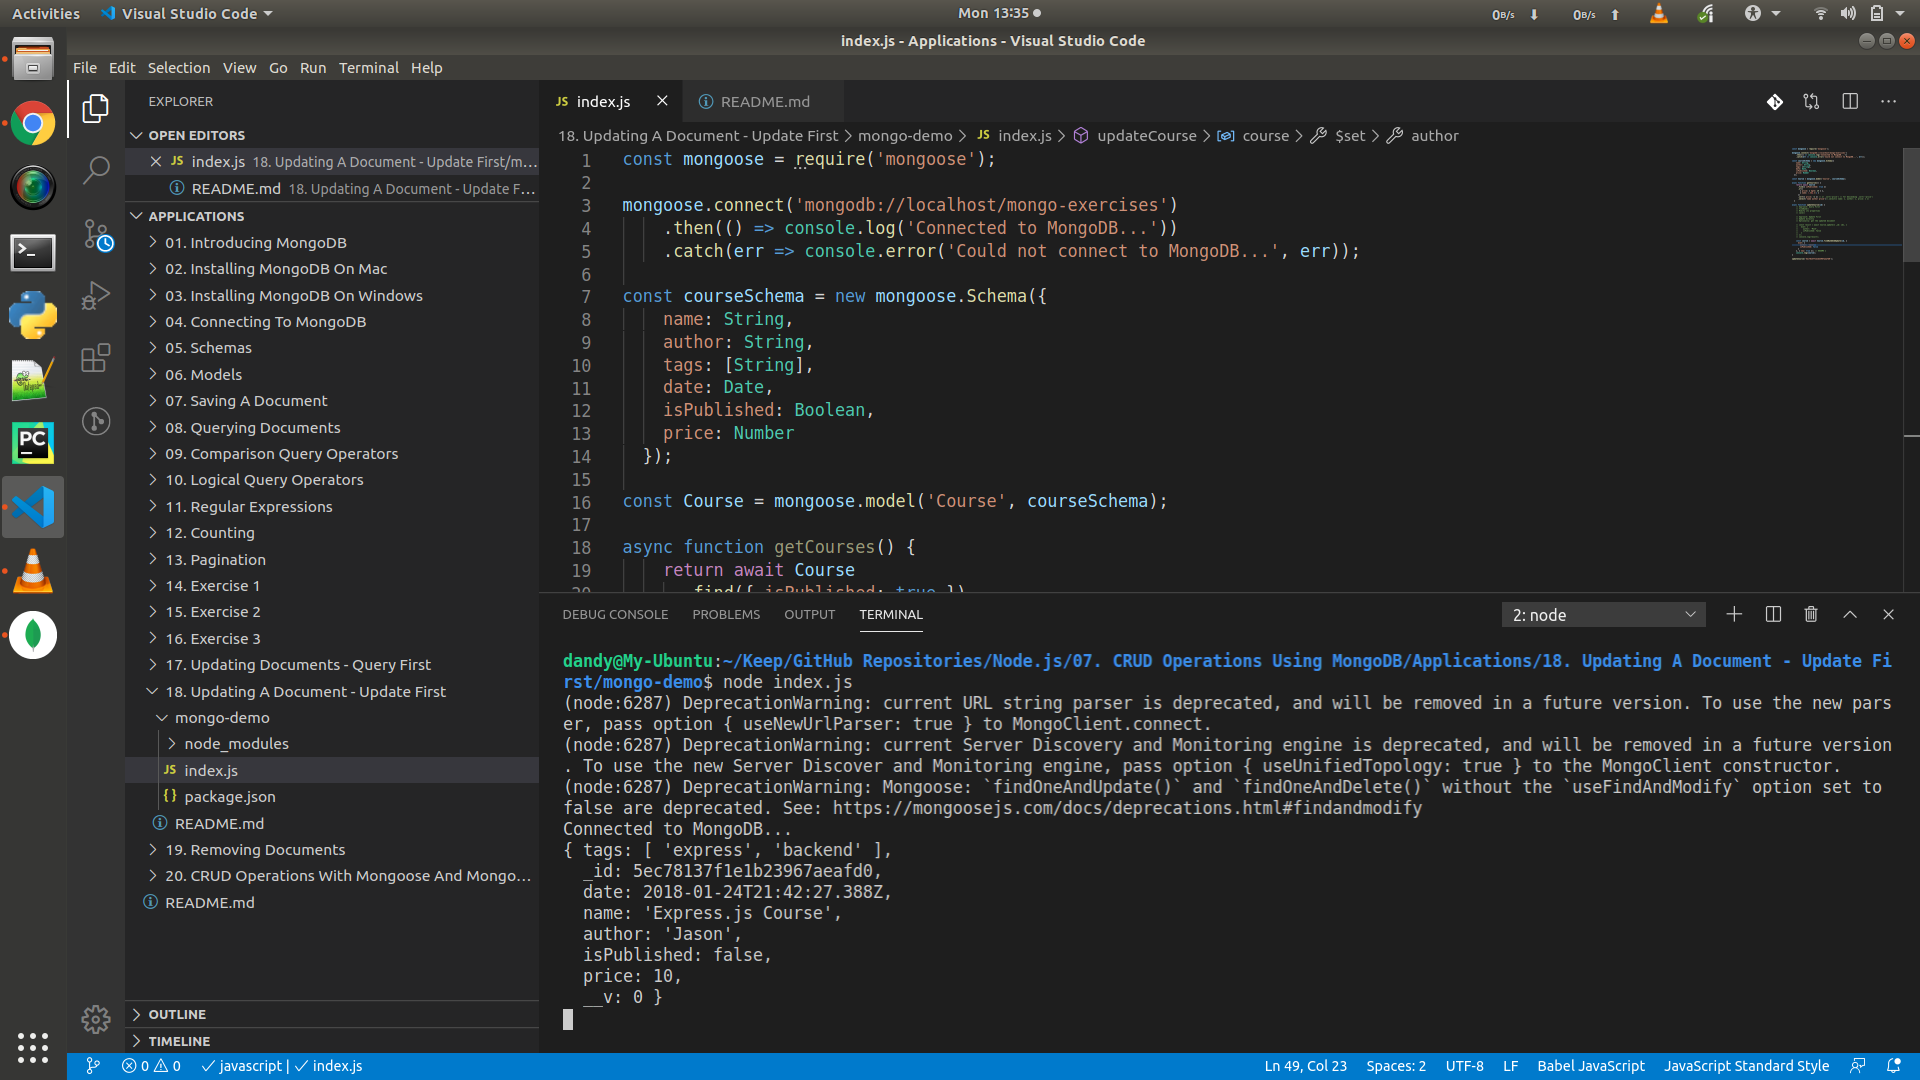 Activities Visual Studio Code Mon 13:35 0B/s 0B/s
index.js - Applications - Visual Studio Code
File Edit Selection View Go Run Terminal Help
EXPLORER
OPEN EDITORS
JS index.js 18. Updating A Document - Update First/m...
README.md 18. Updating A Document - Update F...
APPLICATIONS
01. Introducing MongoDB
02. Installing MongoDB On Mac
03. Installing MongoDB On Windows
04. Connecting To MongoDB
05. Schemas
06. Models
07. Saving A Document
08. Querying Documents
09. Comparison Query Operators
10. Logical Query Operators
11. Regular Expressions
12. Counting
13. Pagination
14. Exercise 1
15. Exercise 2
16. Exercise 3
17. Updating Documents - Query First
18. Updating A Document - Update First
mongo-demo
node_modules
JS index.js
{} package.json
README.md
19. Removing Documents
20. CRUD Operations With Mongoose And Mongo...
README.md
OUTLINE
TIMELINE
JS index.js README.md
18. Updating A Document - Update First > mongo-demo > JS index.js > updateCourse > course > $set > author
1 const mongoose = require('mongoose');
2
3 mongoose.connect('mongodb://localhost/mongo-exercises')
4 .then(() => console.log('Connected to MongoDB...'))
5 .catch(err => console.error('Could not connect to MongoDB...', err));
6
7 const courseSchema = new mongoose.Schema({
8 name: String,
9 author: String,
10 tags: [String],
11 date: Date,
12 isPublished: Boolean,
13 price: Number
14 });
15
16 const Course = mongoose.model('Course', courseSchema);
17
18 async function getCourses() {
19 return await Course
20 .find({ isPublished: true })
DEBUG CONSOLE PROBLEMS OUTPUT TERMINAL 2: node
dandy@My-Ubuntu:~/Keep/GitHub Repositories/Node.js/07. CRUD Operations Using MongoDB/Applications/18. Updating A Document - Update Fi
rst/mongo-demo$ node index.js
(node:6287) DeprecationWarning: current URL string parser is deprecated, and will be removed in a future version. To use the new pars
er, pass option { useNewUrlParser: true } to MongoClient.connect.
(node:6287) DeprecationWarning: current Server Discovery and Monitoring engine is deprecated, and will be removed in a future version
. To use the new Server Discover and Monitoring engine, pass option { useUnifiedTopology: true } to the MongoClient constructor.
(node:6287) DeprecationWarning: Mongoose: `findOneAndUpdate()` and `findOneAndDelete()` without the `useFindAndModify` option set to
false are deprecated. See: https://mongoosejs.com/docs/deprecations.html#findandmodify
Connected to MongoDB...
{ tags: [ 'express', 'backend' ],
_id: 5ec78137f1e1b23967aeafd0,
date: 2018-01-24T21:42:27.388Z,
name: 'Express.js Course',
author: 'Jason',
isPublished: false,
price: 10,
__v: 0 }
0 0 javascript | index.js Ln 49, Col 23 Spaces: 2 UTF-8 LF Babel JavaScript JavaScript Standard Style
PC